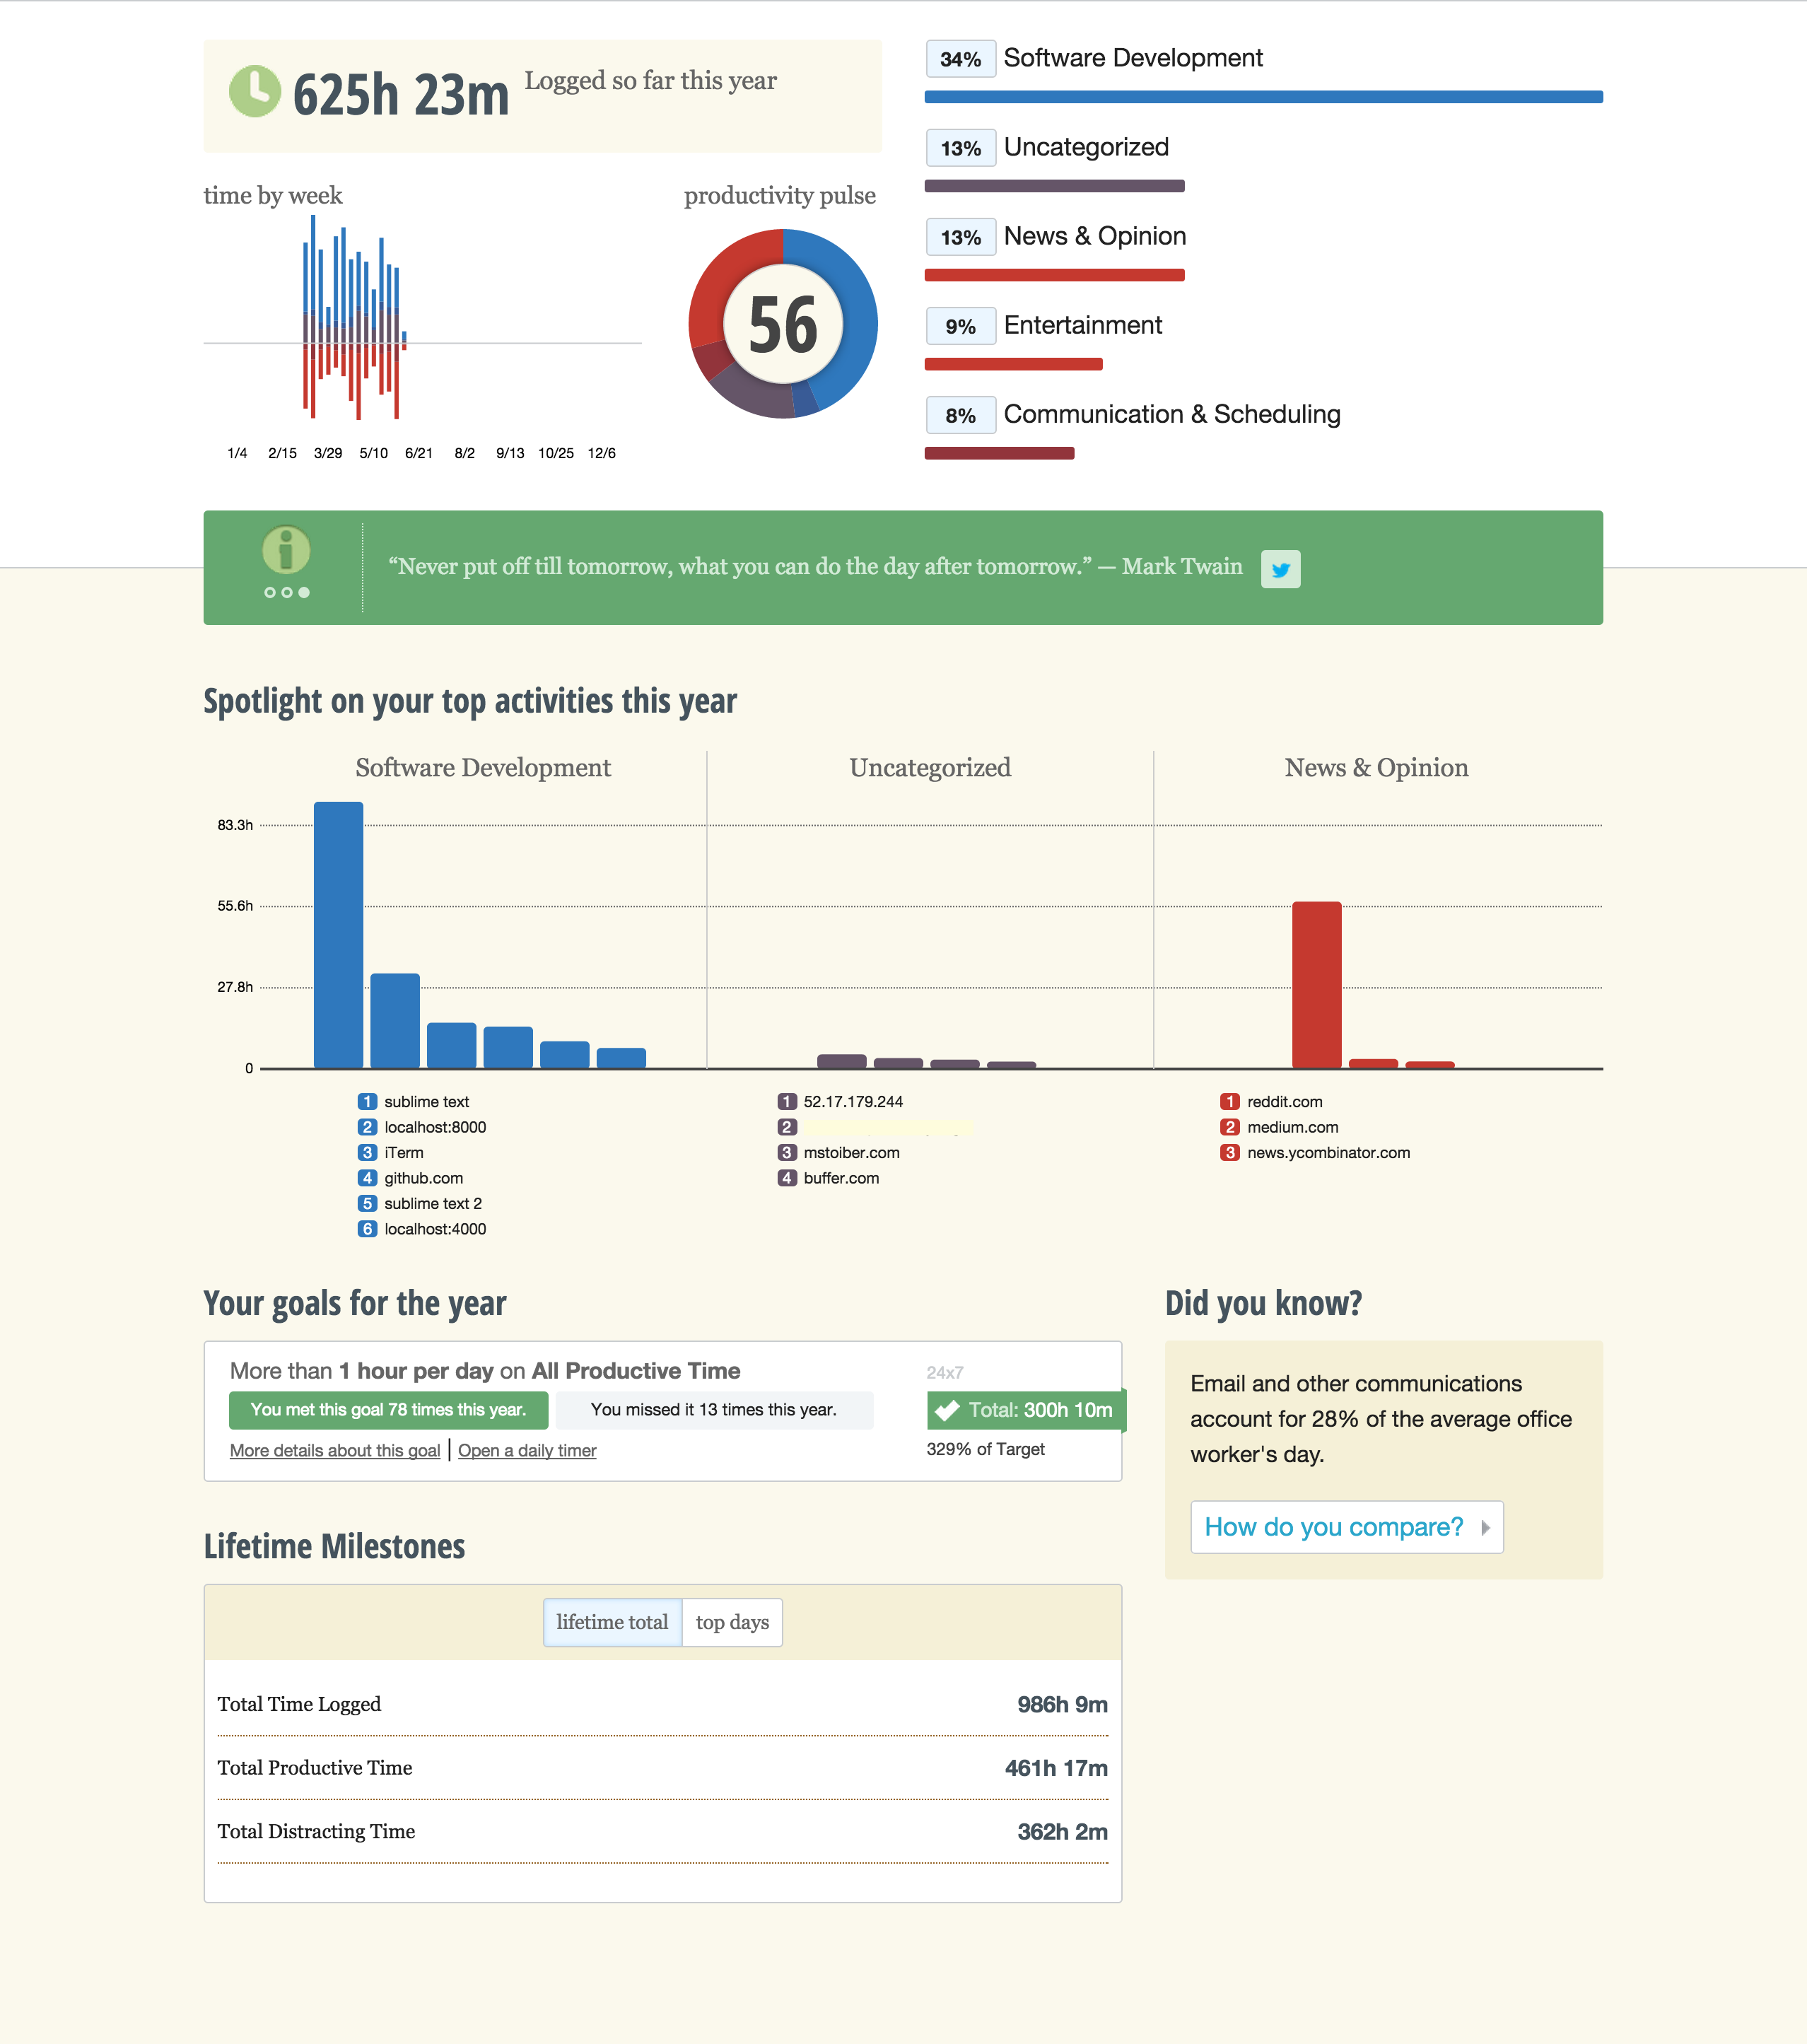 625h 23m Logged so far this year
time by week
productivity pulse
56
1/4 2/15 3/29 5/10 6/21 8/2 9/13 10/25 12/6
34% Software Development
13% Uncategorized
13% News & Opinion
9% Entertainment
8% Communication & Scheduling
“Never put off till tomorrow, what you can do the day after tomorrow.” — Mark Twain
Spotlight on your top activities this year
Software Development
Uncategorized
News & Opinion
83.3h
55.6h
27.8h
0
1 sublime text
2 localhost:8000
3 iTerm
4 github.com
5 sublime text 2
6 localhost:4000
1 52.17.179.244
2
3 mstoiber.com
4 buffer.com
1 reddit.com
2 medium.com
3 news.ycombinator.com
Your goals for the year
More than 1 hour per day on All Productive Time
24x7
You met this goal 78 times this year.
You missed it 13 times this year.
Total: 300h 10m
More details about this goal | Open a daily timer
329% of Target
Did you know?
Email and other communications
account for 28% of the average office
worker's day.
How do you compare?
Lifetime Milestones
lifetime total
top days
Total Time Logged 986h 9m
Total Productive Time 461h 17m
Total Distracting Time 362h 2m